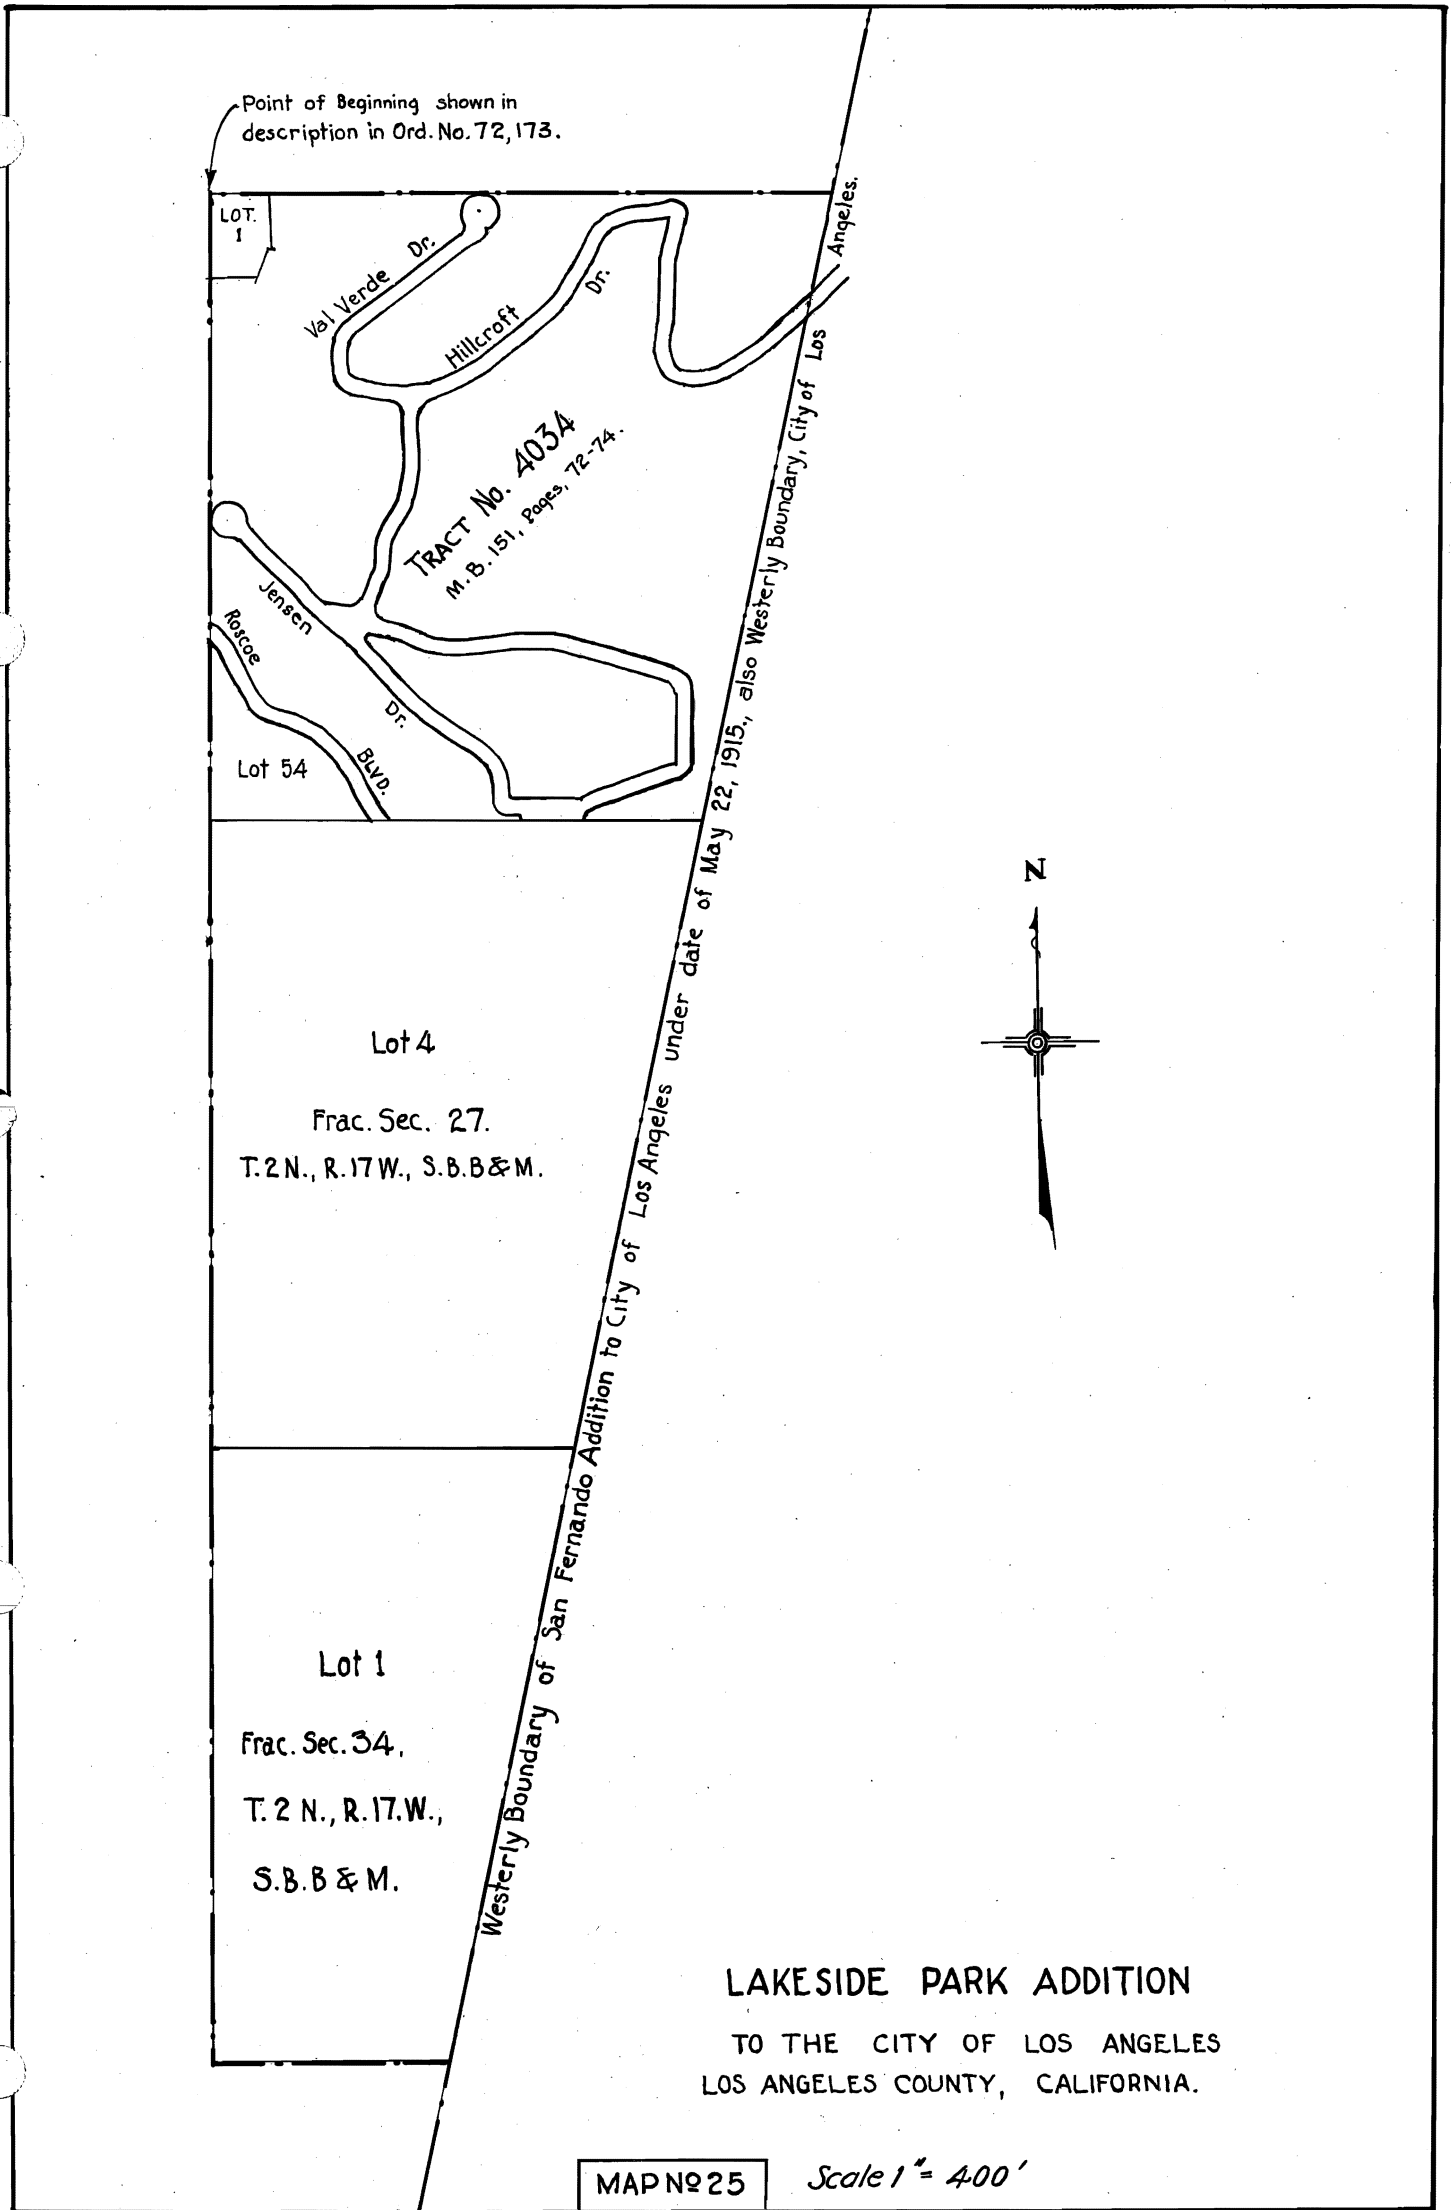 Point of Beginning shown in
description in Ord. No. 72,173.
LOT.
1
Val Verde Dr.
Hillcroft Dr.
TRACT No. 4034
M.B. 151, Pages, 72-74.
Jensen Dr.
Roscoe BLVD.
Lot 54
Westerly Boundary of San Fernando Addition to City of Los Angeles under date of May 22, 1915., also Westerly Boundary, City of Los Angeles.
N
Lot 4
Frac. Sec. 27.
T. 2 N., R. 17 W., S.B.B & M.
Lot 1
Frac. Sec. 34,
T. 2 N., R. 17. W.,
S.B.B & M.
LAKESIDE PARK ADDITION
TO THE CITY OF LOS ANGELES
LOS ANGELES COUNTY, CALIFORNIA.
MAP Nº 25
Scale 1" = 400'